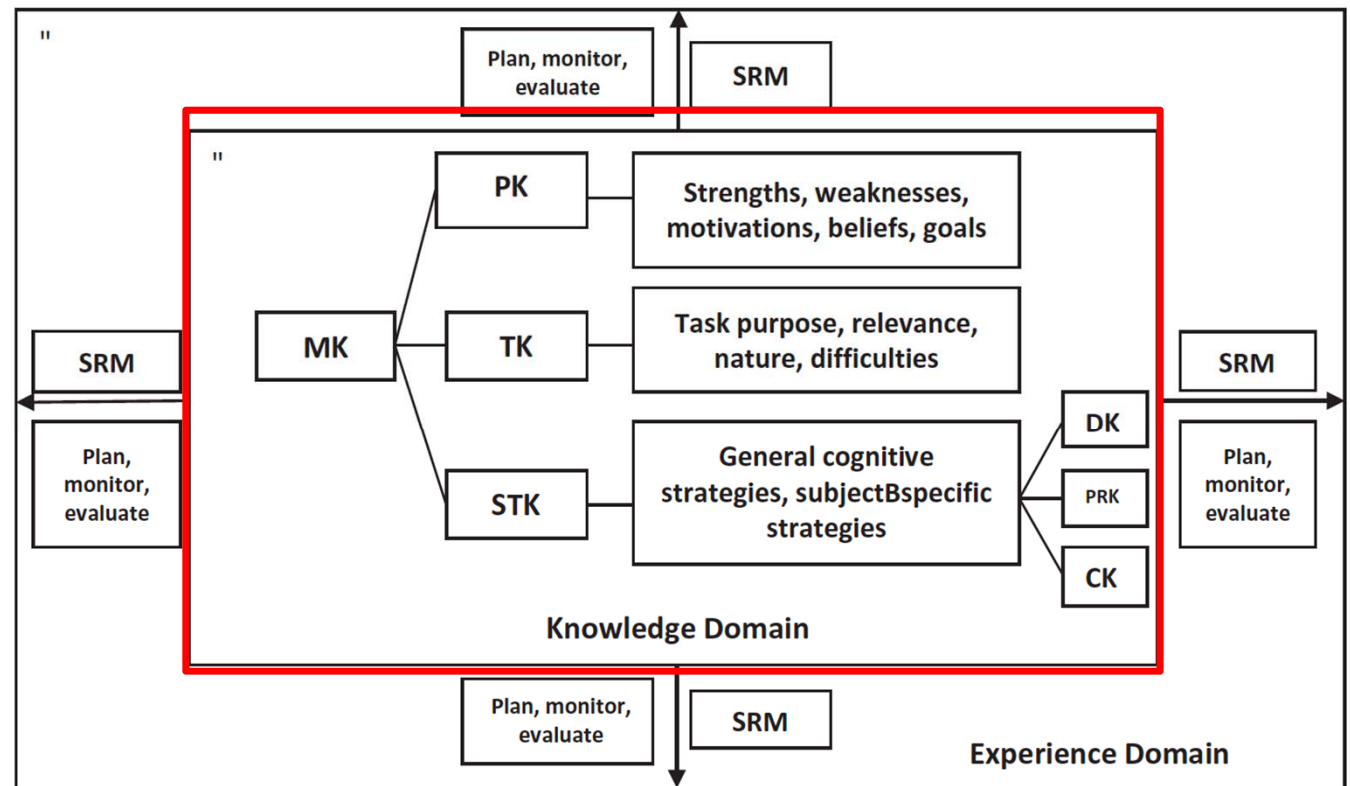 "
Plan, monitor,
evaluate
SRM
"
PK
Strengths, weaknesses,
motivations, beliefs, goals
MK
TK
Task purpose, relevance,
nature, difficulties
SRM
Plan,
monitor,
evaluate
SRM
Plan,
monitor,
evaluate
STK
General cognitive
strategies, subjectBspecific
strategies
DK
PRK
CK
Knowledge Domain
Plan, monitor,
evaluate
SRM
Experience Domain